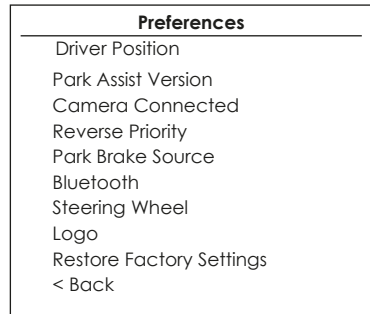 Preferences
Driver Position
Park Assist Version
Camera Connected
Reverse Priority
Park Brake Source
Bluetooth
Steering Wheel
Logo
Restore Factory Settings
< Back